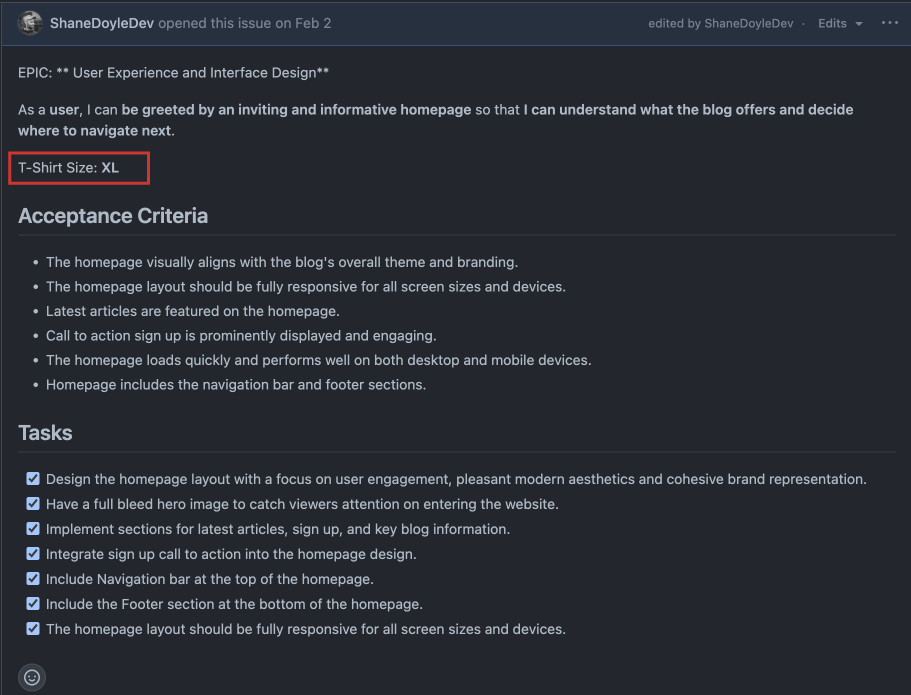 ShaneDoyleDev opened this issue on Feb 2
edited by ShaneDoyleDev · Edits
EPIC: ** User Experience and Interface Design**
As a user, I can be greeted by an inviting and informative homepage so that I can understand what the blog offers and decide
where to navigate next.
T-Shirt Size: XL
Acceptance Criteria
• The homepage visually aligns with the blog's overall theme and branding.
• The homepage layout should be fully responsive for all screen sizes and devices.
• Latest articles are featured on the homepage.
• Call to action sign up is prominently displayed and engaging.
• The homepage loads quickly and performs well on both desktop and mobile devices.
• Homepage includes the navigation bar and footer sections.
Tasks
Design the homepage layout with a focus on user engagement, pleasant modern aesthetics and cohesive brand representation.
Have a full bleed hero image to catch viewers attention on entering the website.
Implement sections for latest articles, sign up, and key blog information.
Integrate sign up call to action into the homepage design.
Include Navigation bar at the top of the homepage.
Include the Footer section at the bottom of the homepage.
The homepage layout should be fully responsive for all screen sizes and devices.